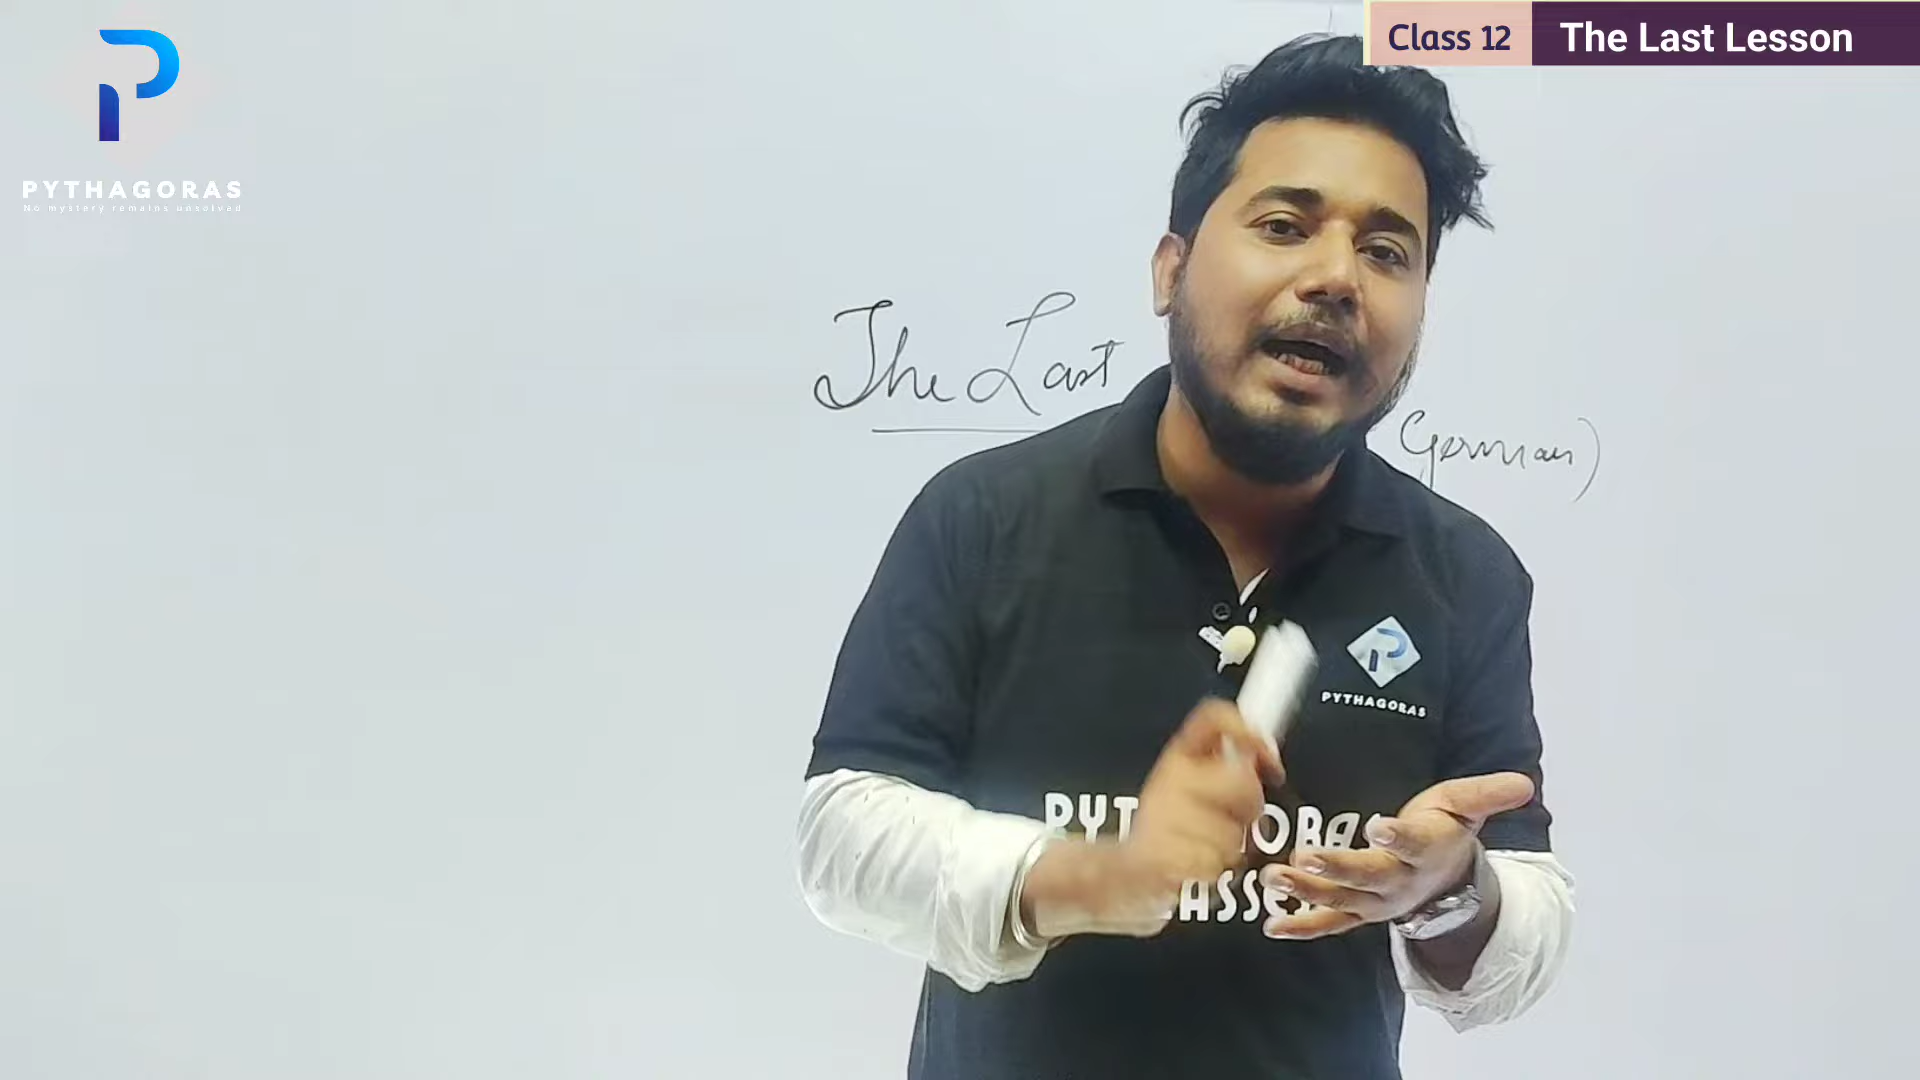 Class 12 The Last Lesson
PYTHAGORAS
No mystery remains unsolved
The Last
German)
PYTHAGORAS